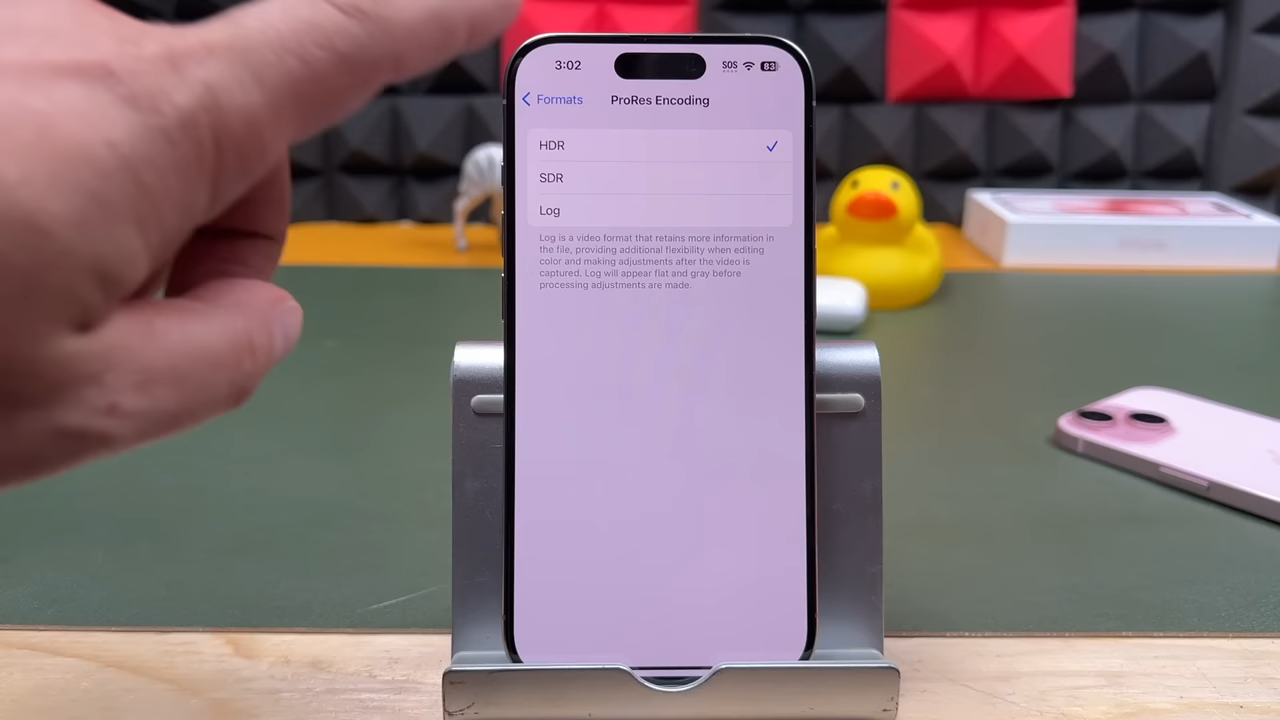 3:02 SOS 83
Formats ProRes Encoding
HDR
SDR
Log
Log is a video format that retains more information in
the file, providing additional flexibility when editing
color and making adjustments after the video is
captured. Log will appear flat and gray before
processing adjustments are made.